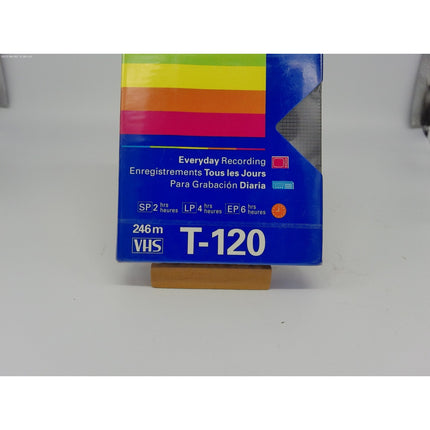 Everyday Recording
Enregistrements Tous les Jours
Para Grabación Diaria
SP 2 hrs heures LP 4 hrs heures EP 6 hrs heures
246 m
VHS T-120